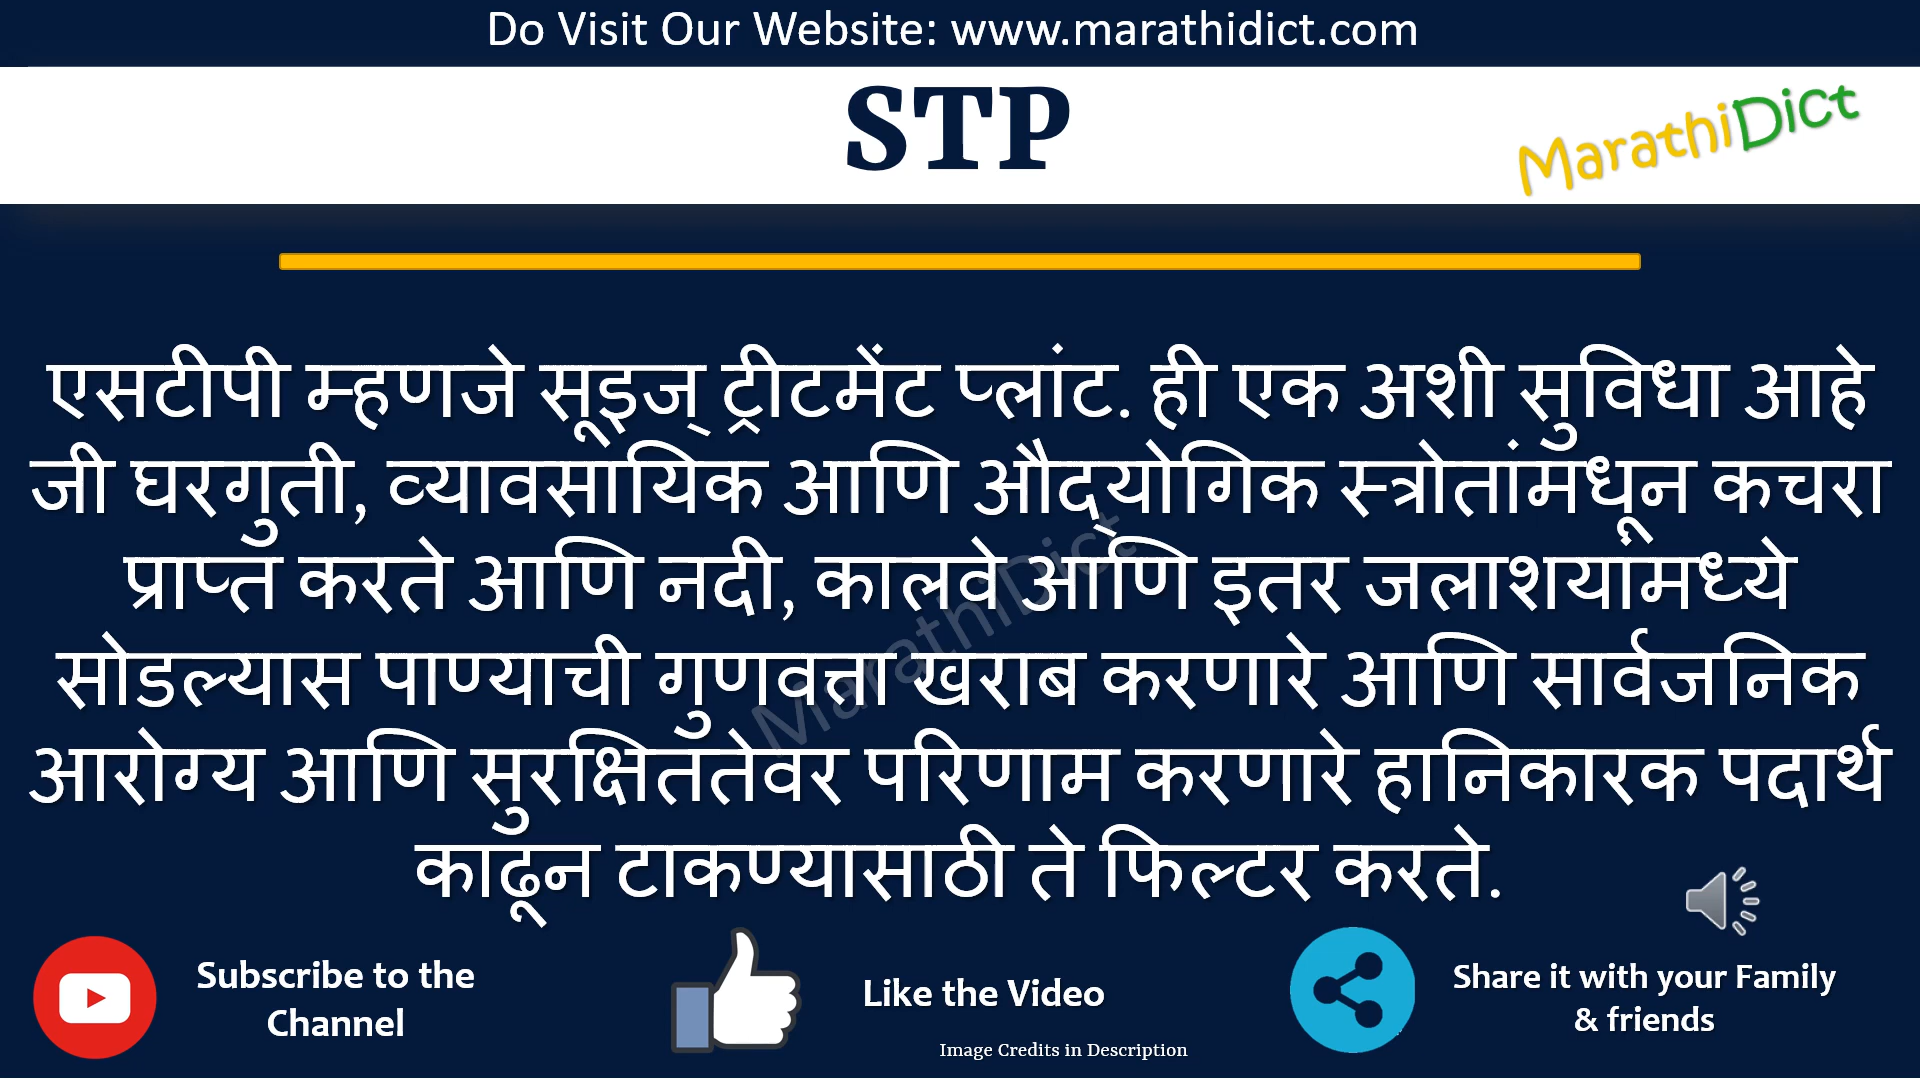 Do Visit Our Website: www.marathidict.com
STP
MarathiDict
एसटीपी म्हणजे सूइज् ट्रीटमेंट प्लांट. ही एक अशी सुविधा आहे
जी घरगुती, व्यावसायिक आणि औद्योगिक स्त्रोतांमधून कचरा
प्राप्त करते आणि नदी, कालवे आणि इतर जलाशयांमध्ये
सोडल्यास पाण्याची गुणवत्ता खराब करणारे आणि सार्वजनिक
आरोग्य आणि सुरक्षिततेवर परिणाम करणारे हानिकारक पदार्थ
काढून टाकण्यासाठी ते फिल्टर करते.
MarathiDict
Subscribe to the
Channel
Like the Video
Share it with your Family
& friends
Image Credits in Description